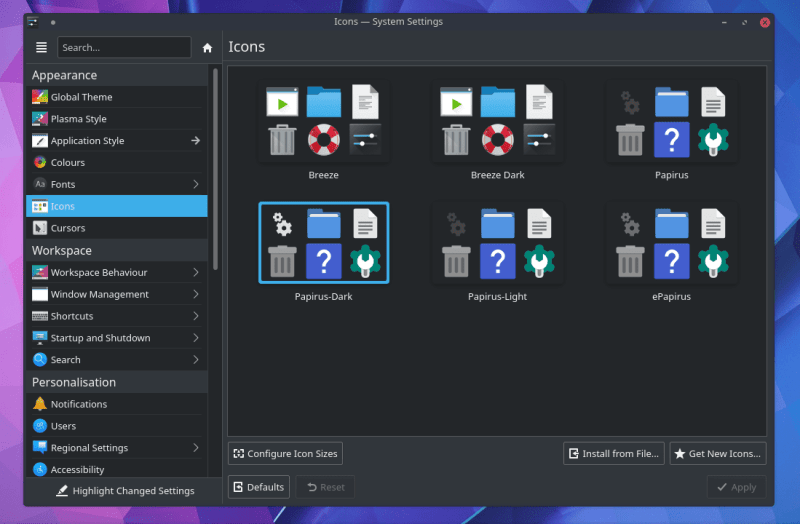 Icons — System Settings
Search...
Icons
Appearance
Global Theme
Plasma Style
Application Style
Colours
Aa Fonts
Icons
Cursors
Workspace
Workspace Behaviour
Window Management
Shortcuts
Startup and Shutdown
Search
Personalisation
Notifications
Users
Regional Settings
Accessibility
Highlight Changed Settings
Breeze
Breeze Dark
?
Papirus
?
Papirus-Dark
?
Papirus-Light
?
ePapirus
Configure Icon Sizes
Install from File...
Get New Icons...
Defaults
Reset
Apply